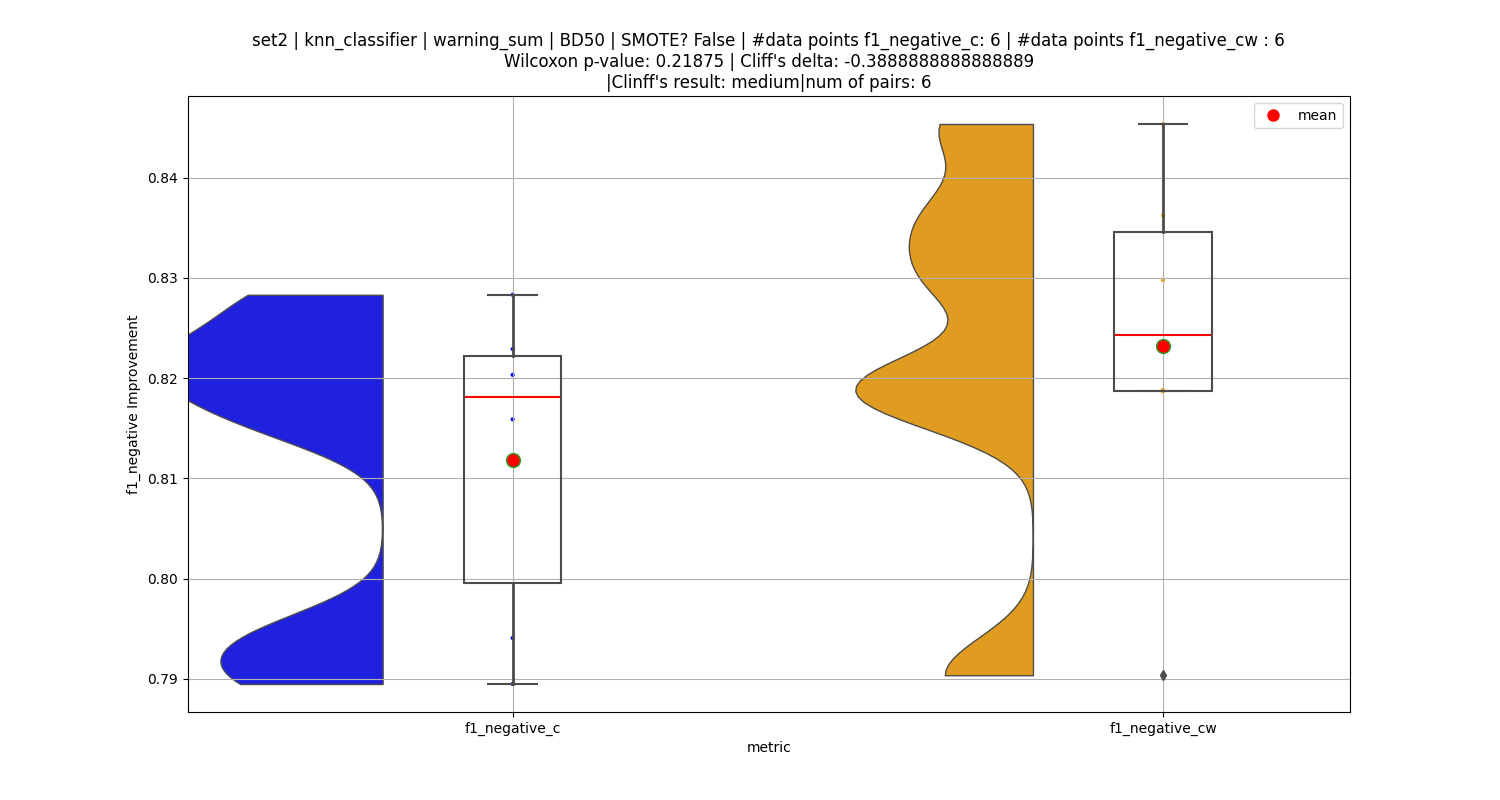 set2 | knn_classifier | warning_sum | BD50 | SMOTE? False | #data points f1_negative_c: 6 | #data points f1_negative_cw : 6
Wilcoxon p-value: 0.21875 | Cliff's delta: -0.3888888888888889
|Clinff's result: medium|num of pairs: 6
mean
0.84
0.83
0.82
0.81
0.80
0.79
f1_negative Improvement
f1_negative_c
f1_negative_cw
metric